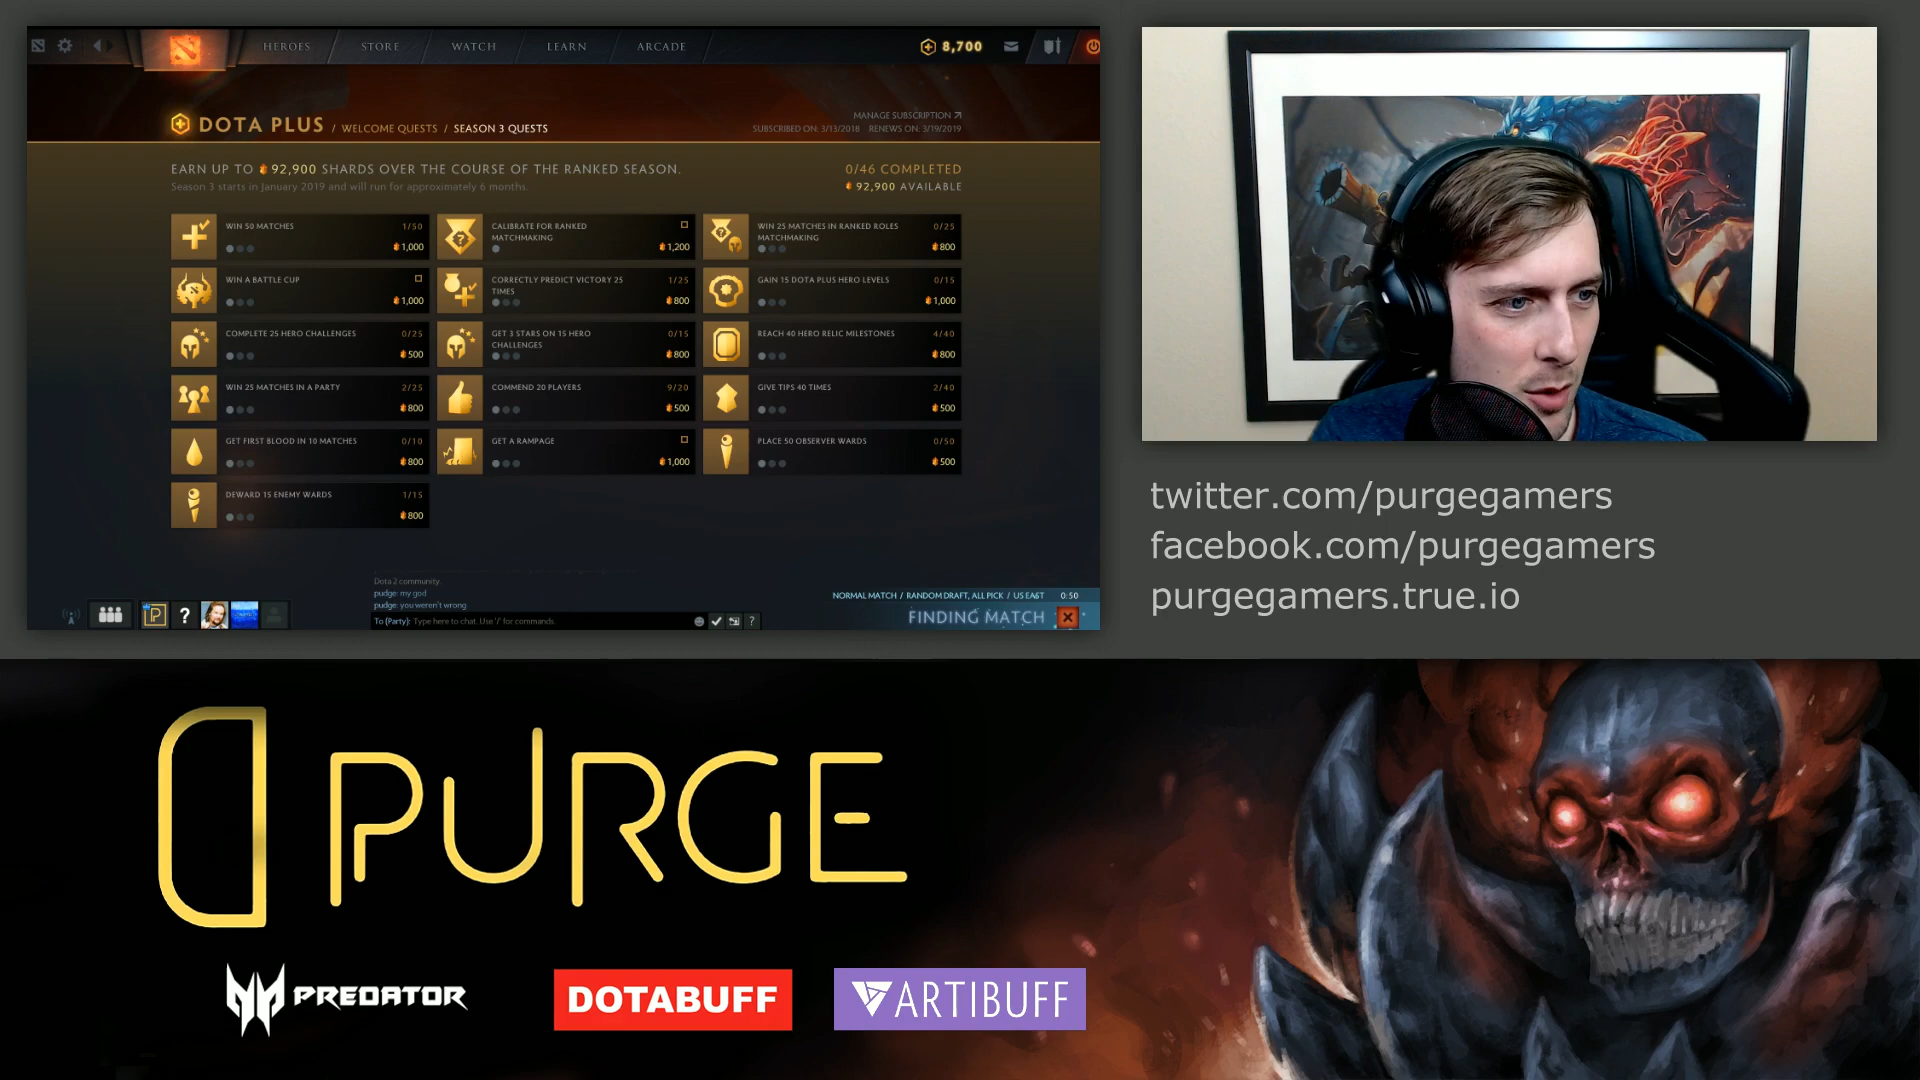 HEROES
STORE
WATCH
LEARN
ARCADE
8,700
DOTA PLUS / WELCOME QUESTS / SEASON 3 QUESTS
MANAGE SUBSCRIPTION
SUBSCRIBED ON: 3/13/2018 RENEWS ON: 3/19/2019
EARN UP TO 92,900 SHARDS OVER THE COURSE OF THE RANKED SEASON.
Season 3 starts in January 2019 and will run for approximately 6 months.
0/46 COMPLETED
92,900 AVAILABLE
WIN 50 MATCHES 1/50
1,000
CALIBRATE FOR RANKED
MATCHMAKING
1,200
WIN 25 MATCHES IN RANKED ROLES 0/25
MATCHMAKING
800
WIN A BATTLE CUP
1,000
CORRECTLY PREDICT VICTORY 25 1/25
TIMES
800
GAIN 15 DOTA PLUS HERO LEVELS 0/15
1,000
COMPLETE 25 HERO CHALLENGES 0/25
500
GET 3 STARS ON 15 HERO 0/15
CHALLENGES
800
REACH 40 HERO RELIC MILESTONES 4/40
800
WIN 25 MATCHES IN A PARTY 2/25
800
COMMEND 20 PLAYERS 9/20
500
GIVE TIPS 40 TIMES 2/40
500
GET FIRST BLOOD IN 10 MATCHES 0/10
800
GET A RAMPAGE
1,000
PLACE 50 OBSERVER WARDS 0/50
500
DEWARD 15 ENEMY WARDS 1/15
800
Dota 2 community.
pudge: my god
pudge: you weren't wrong
To (Party): Type here to chat. Use '/' for commands.
?
?
NORMAL MATCH / RANDOM DRAFT, ALL PICK / US EAST 0:50
FINDING MATCH
twitter.com/purgegamers
facebook.com/purgegamers
purgegamers.true.io
PURGE
PREDATOR
DOTABUFF
ARTIBUFF